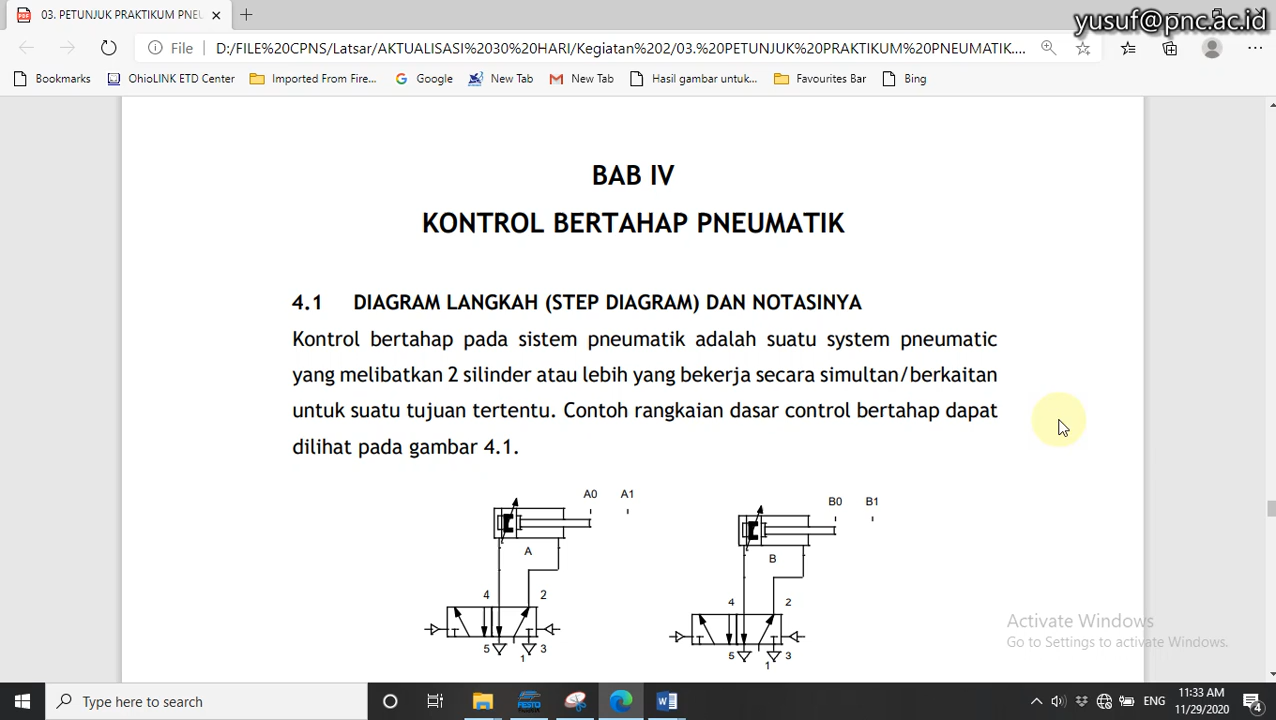 03. PETUNJUK PRAKTIKUM PNEU
yusuf@pnc.ac.id
File D:/FILE%20CPNS/Latsar/AKTUALISASI%2030%20HARI/Kegiatan%202/03.%20PETUNJUK%20PRAKTIKUM%20PNEUMATIK....
Bookmarks OhioLINK ETD Center Imported From Fire... Google New Tab New Tab Hasil gambar untuk... Favourites Bar Bing
BAB IV
KONTROL BERTAHAP PNEUMATIK
4.1 DIAGRAM LANGKAH (STEP DIAGRAM) DAN NOTASINYA
Kontrol bertahap pada sistem pneumatik adalah suatu system pneumatic
yang melibatkan 2 silinder atau lebih yang bekerja secara simultan/berkaitan
untuk suatu tujuan tertentu. Contoh rangkaian dasar control bertahap dapat
dilihat pada gambar 4.1.
A0 A1 B0 B1
A B
4 2 4 2
5 1 3 5 1 3
Activate Windows
Go to Settings to activate Windows.
Type here to search
FESTO
ENG
11:33 AM
11/29/2020
4